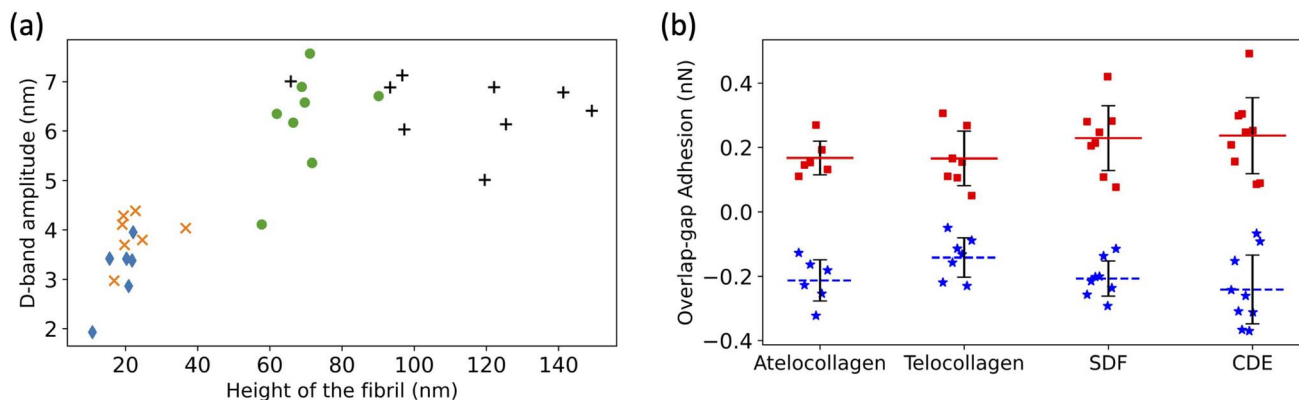 (a)
D-band amplitude (nm)
7
6
5
4
3
2
20 40 60 80 100 120 140
Height of the fibril (nm)
(b)
Overlap-gap Adhesion (nN)
0.4
0.2
0.0
−0.2
−0.4
Atelocollagen Telocollagen SDF CDE